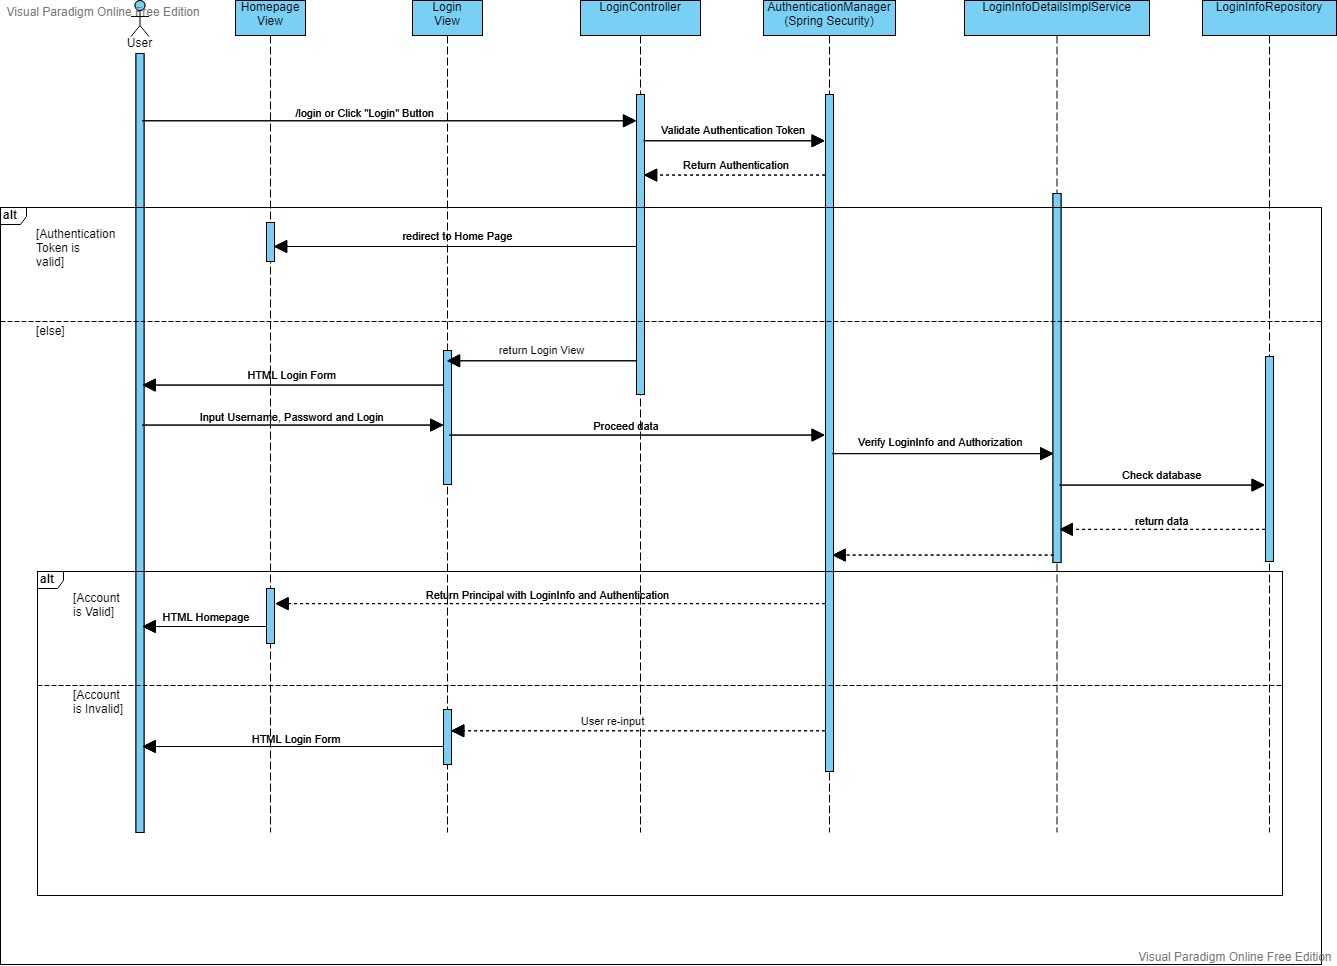 Visual Paradigm Online Free Edition
User
Homepage
View
Login
View
LoginController
AuthenticationManager
(Spring Security)
LoginInfoDetailsImplService
LoginInfoRepository
/login or Click "Login" Button
Validate Authentication Token
Return Authentication
alt
[Authentication
Token is
valid]
redirect to Home Page
[else]
return Login View
HTML Login Form
Input Username, Password and Login
Proceed data
Verify LoginInfo and Authorization
Check database
return data
alt
[Account
is Valid]
Return Principal with LoginInfo and Authentication
HTML Homepage
[Account
is Invalid]
User re-input
HTML Login Form
Visual Paradigm Online Free Edition